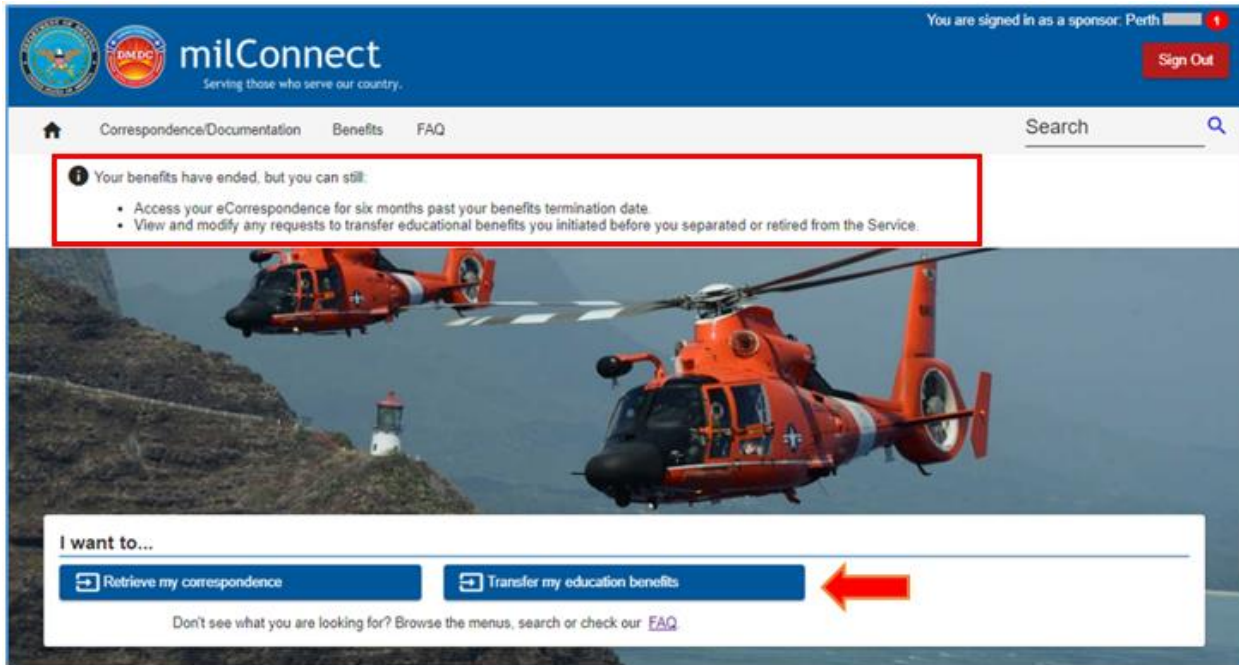 You are signed in as a sponsor: Perth
1
DMDC
milConnect
Serving those who serve our country.
Sign Out
Correspondence/Documentation Benefits FAQ Search
Your benefits have ended, but you can still:
• Access your eCorrespondence for six months past your benefits termination date.
• View and modify any requests to transfer educational benefits you initiated before you separated or retired from the Service.
I want to...
Retrieve my correspondence Transfer my education benefits
Don't see what you are looking for? Browse the menus, search or check our FAQ.